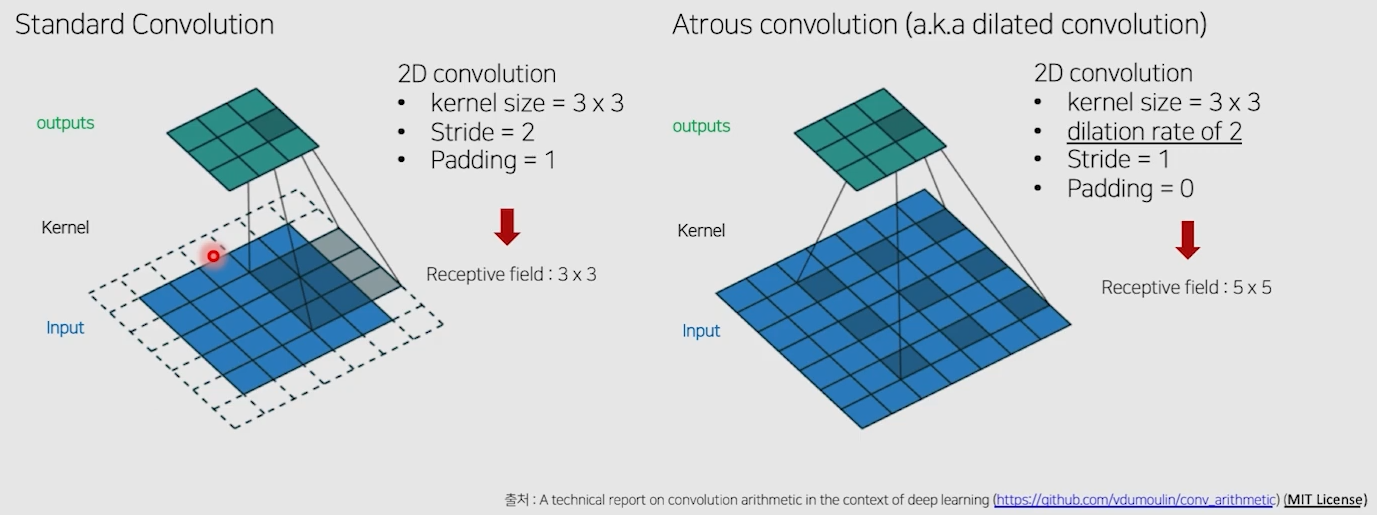 Standard Convolution
2D convolution
• kernel size = 3 x 3
• Stride = 2
• Padding = 1
outputs
Kernel
Receptive field : 3 x 3
Input
Atrous convolution (a.k.a dilated convolution)
2D convolution
• kernel size = 3 x 3
• dilation rate of 2
• Stride = 1
• Padding = 0
outputs
Kernel
Receptive field : 5 x 5
Input
출처 : A technical report on convolution arithmetic in the context of deep learning (https://github.com/vdumoulin/conv_arithmetic) (MIT License)